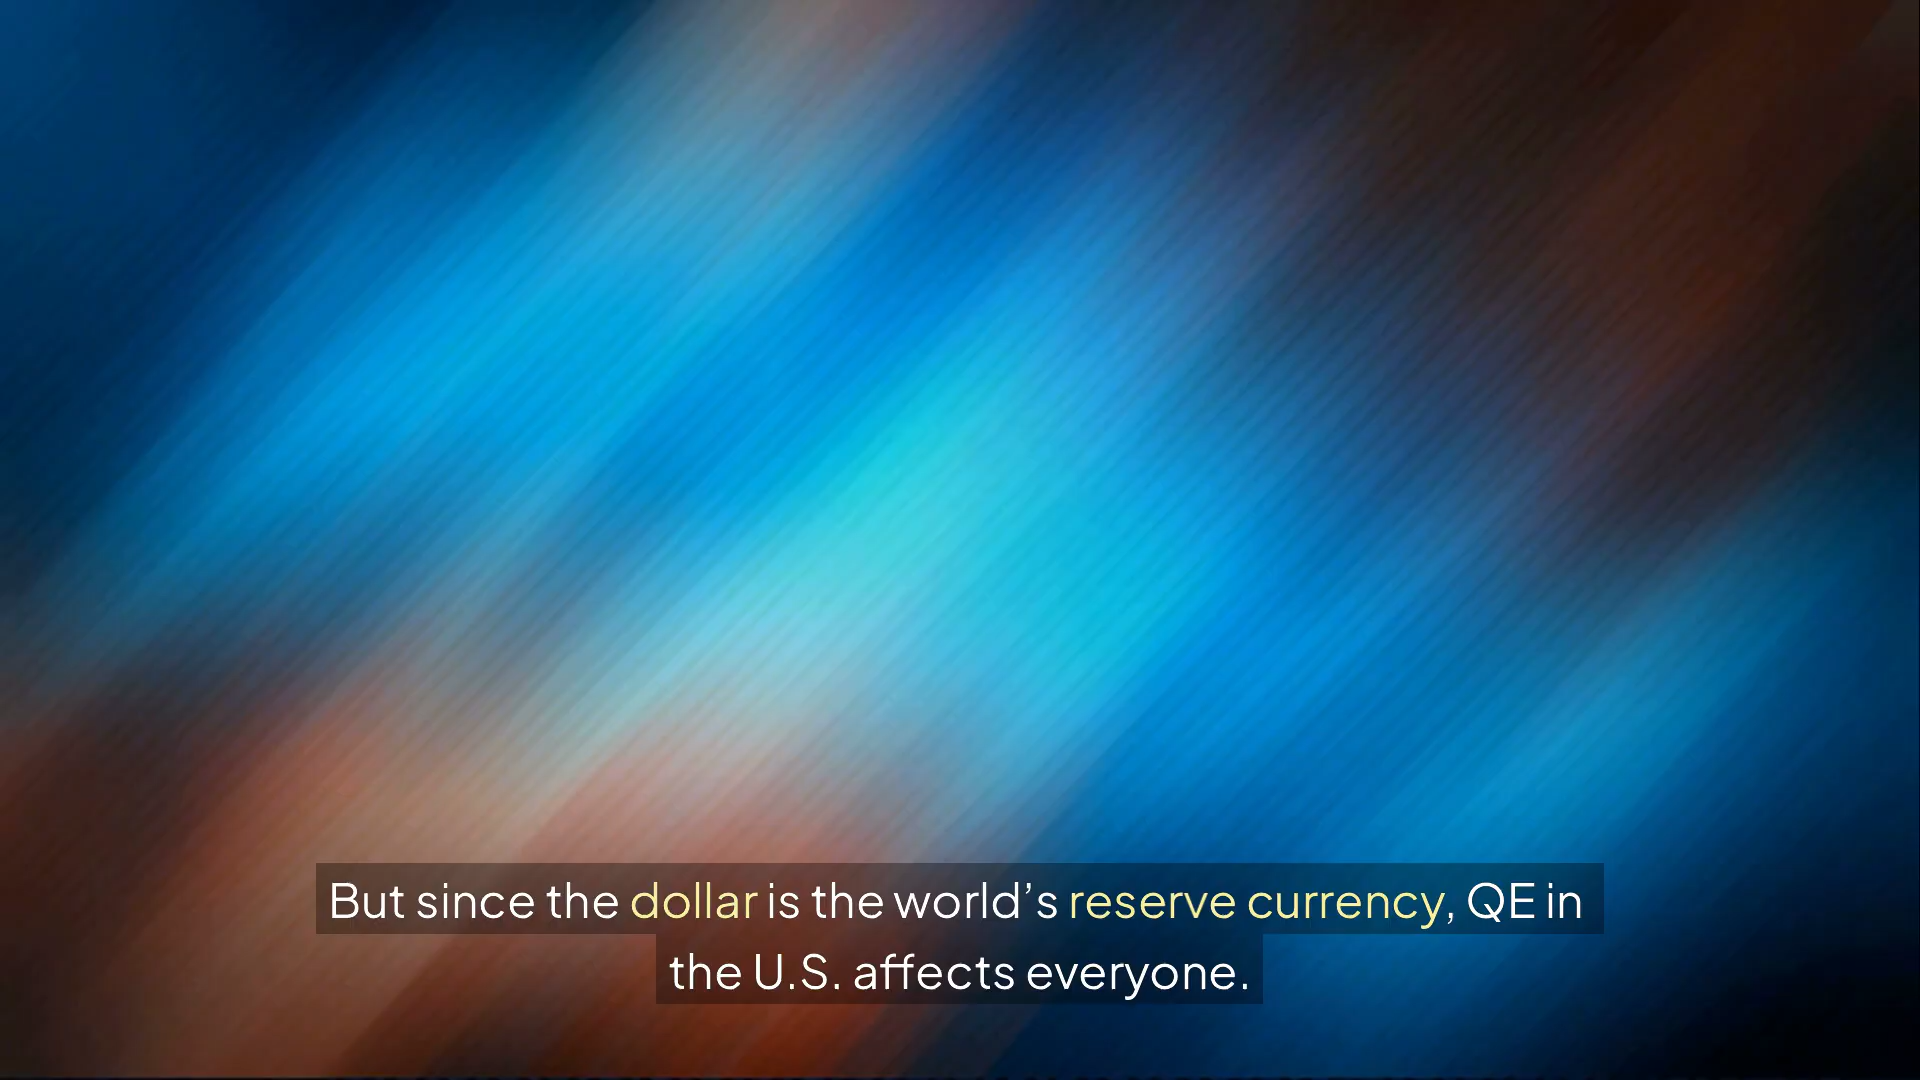 But since the dollar is the world’s reserve currency, QE in
the U.S. affects everyone.